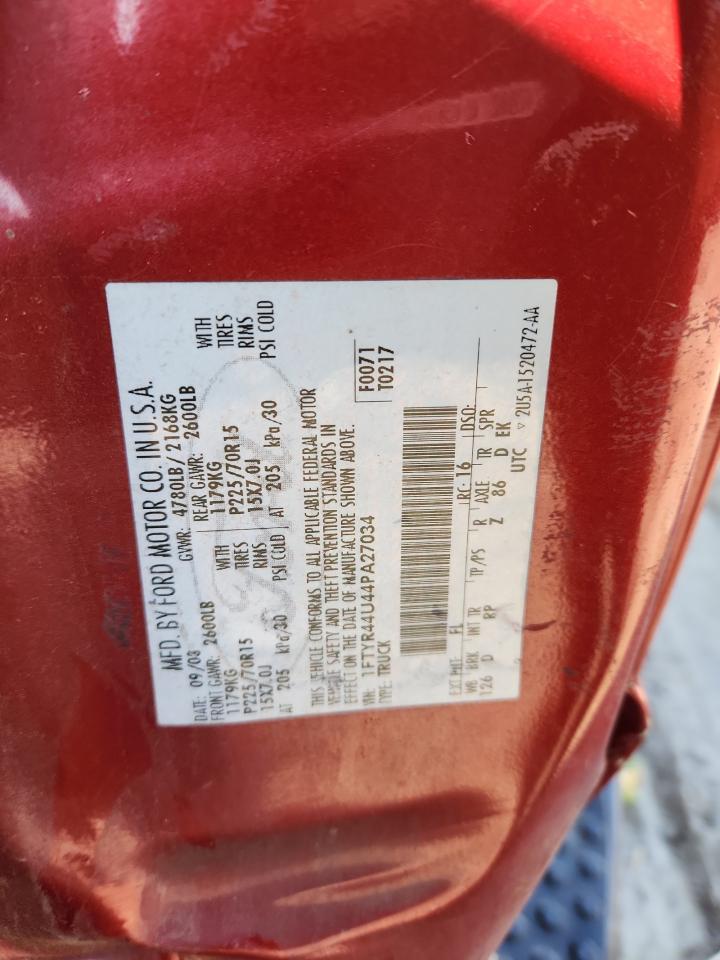 MFD. BY FORD MOTOR CO. IN U.S.A.
DATE: 09/03 GVWR: 4780LB / 2168KG
FRONT GAWR: 2600LB REAR GAWR: 2600LB
1179KG WITH 1179KG WITH
P225/70R15 TIRES P225/70R15 TIRES
15X7.0J RIMS 15X7.0J RIMS
AT 205 kPa/30 PSI COLD AT 205 kPa/30 PSI COLD
THIS VEHICLE CONFORMS TO ALL APPLICABLE FEDERAL MOTOR
VEHICLE SAFETY AND THEFT PREVENTION STANDARDS IN
EFFECT ON THE DATE OF MANUFACTURE SHOWN ABOVE.
VIN: 1FTYR44U44PA27034 F0071
TYPE: TRUCK T0217
EXT PNT: FL RC: 16 DSO:
WB BRK INT TR TP/PS R AXLE TR SPR
126 D RP Z 86 D EK
UTC ▽ 2U5A-1520472-AA